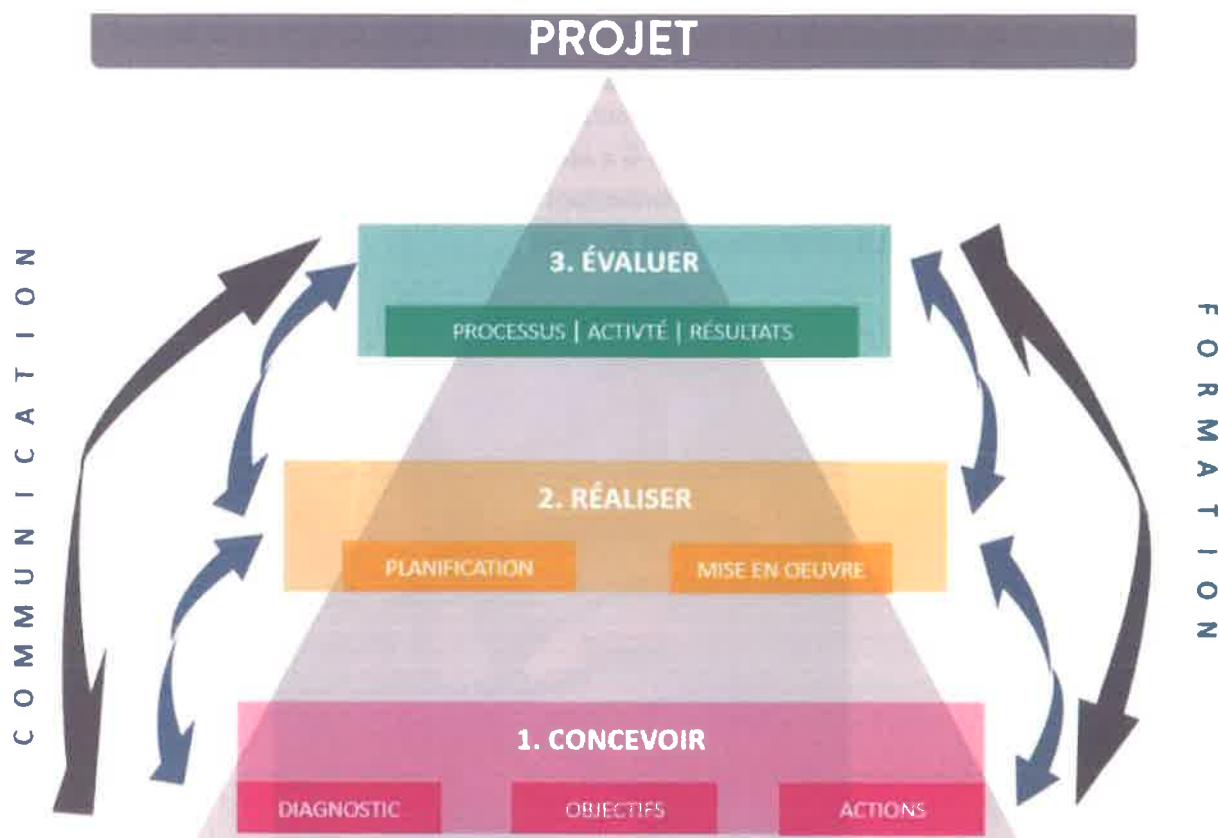 PROJET
COMMUNICATION
3. ÉVALUER
PROCESSUS | ACTIVTÉ | RÉSULTATS
2. RÉALISER
PLANIFICATION
MISE EN OEUVRE
1. CONCEVOIR
DIAGNOSTIC
OBJECTIFS
ACTIONS
FORMATION